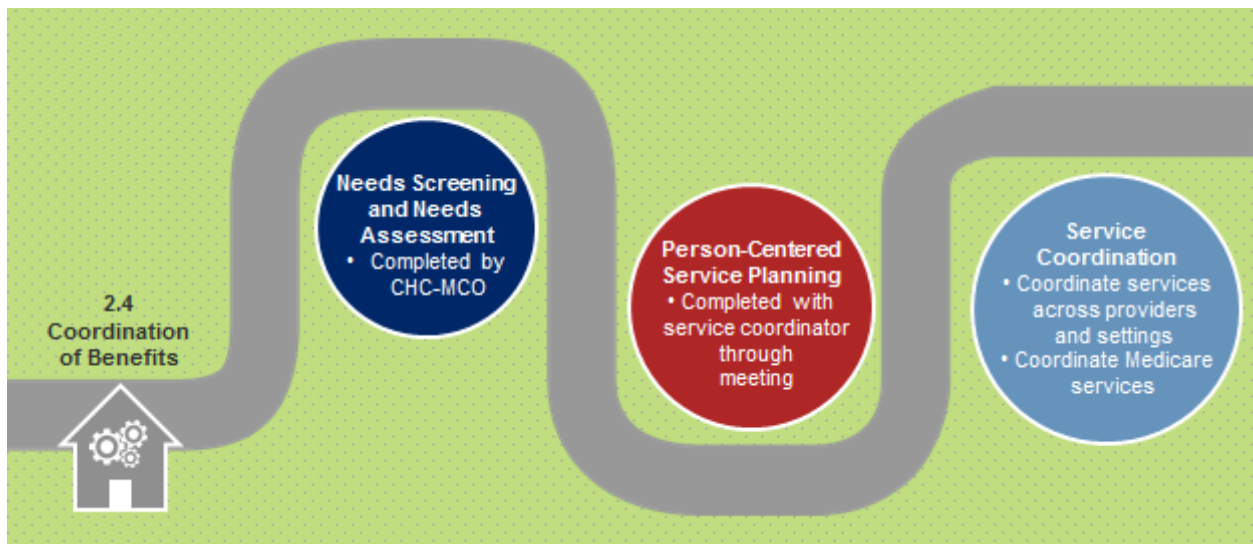 2.4
Coordination
of Benefits
Needs Screening
and Needs
Assessment
• Completed by
CHC-MCO
Person-Centered
Service Planning
• Completed with
service coordinator
through
meeting
Service
Coordination
• Coordinate services
across providers
and settings
• Coordinate Medicare
services